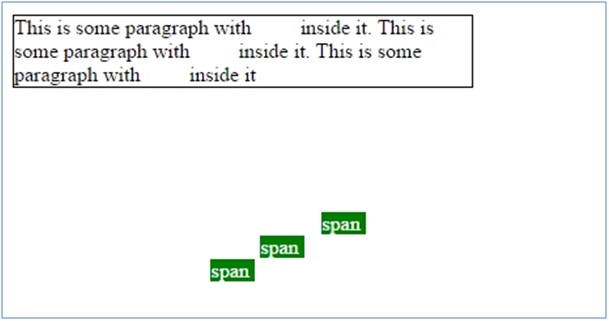 This is some paragraph with inside it. This is
some paragraph with inside it. This is some
paragraph with inside it
span
span
span